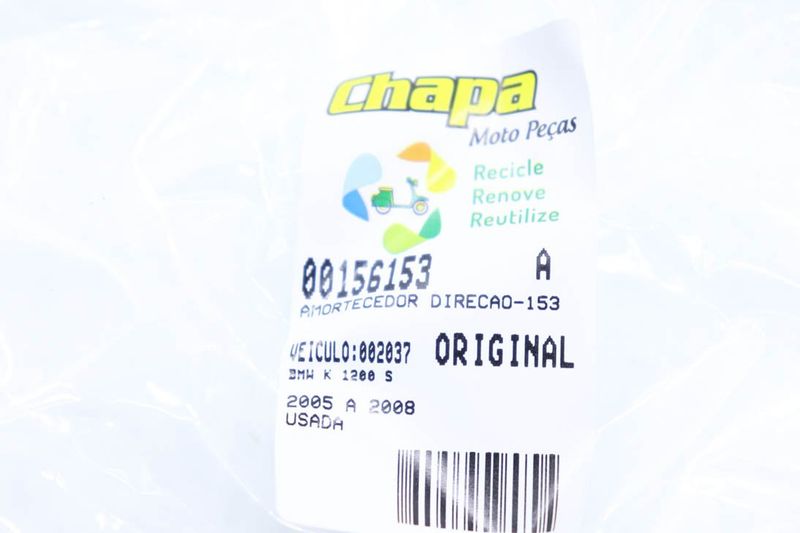 Chapa
Moto Peças
Recicle
Renove
Reutilize
00156153 A
AMORTECEDOR DIRECAO-153
VEICULO:002037 ORIGINAL
BMW K 1200 S
2005 A 2008
USADA